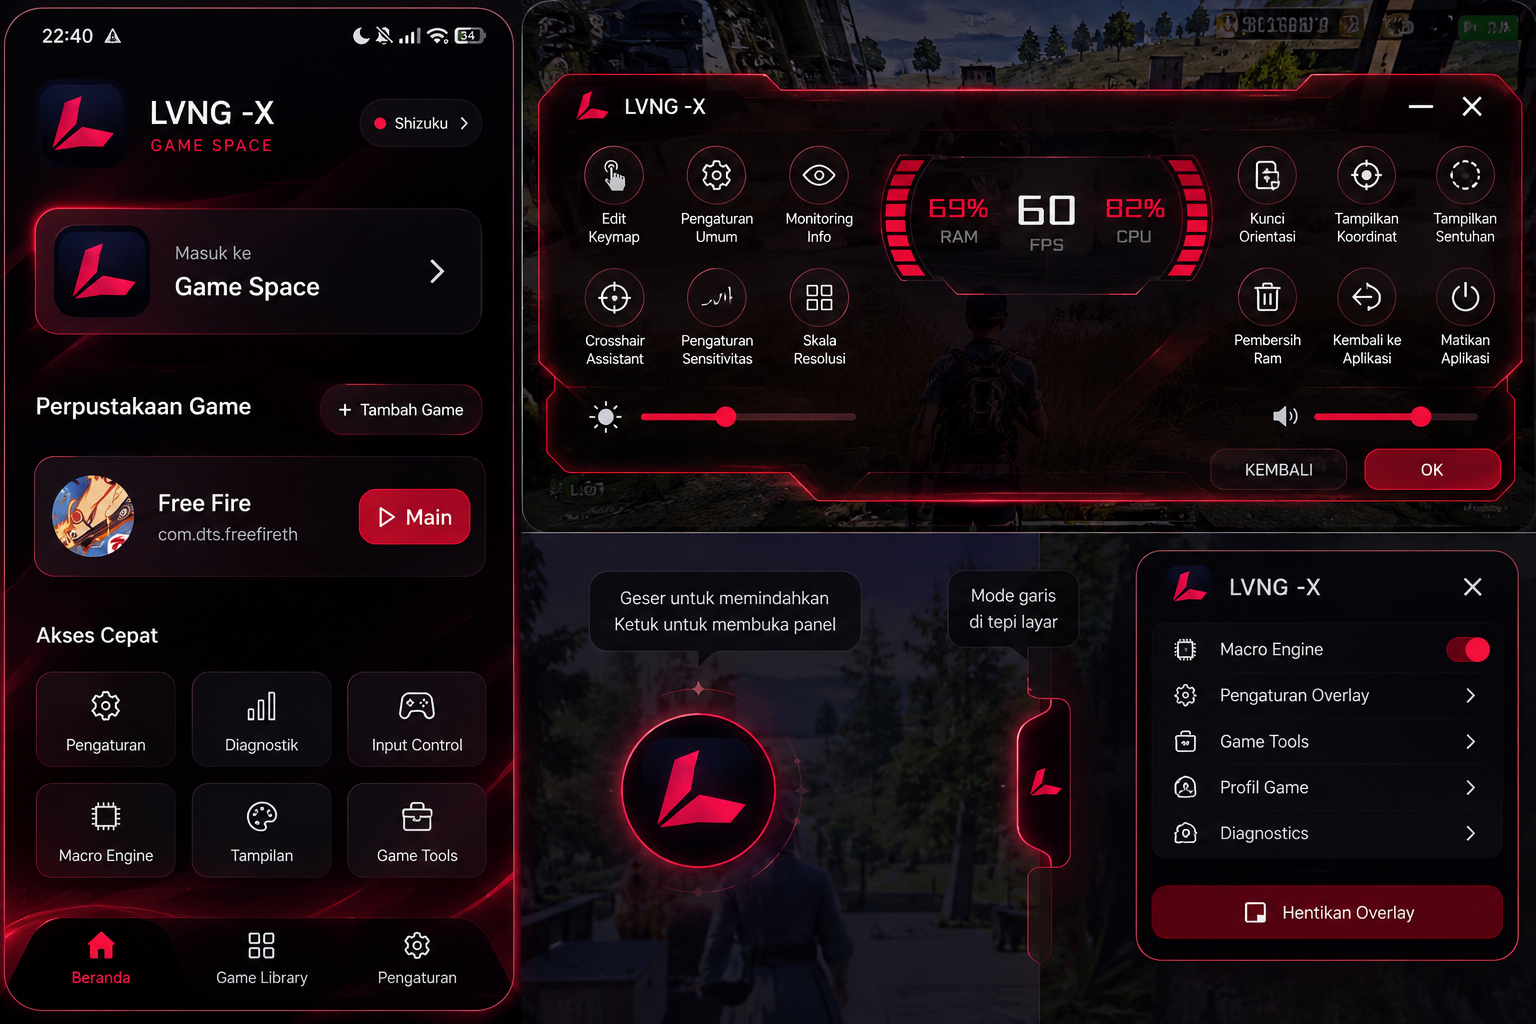 22:40
34
LVNG -X
GAME SPACE
Shizuku
Masuk ke
Game Space
Perpustakaan Game
+ Tambah Game
Free Fire
com.dts.freefireth
Main
Akses Cepat
Pengaturan
Diagnostik
Input Control
Macro Engine
Tampilan
Game Tools
Beranda
Game Library
Pengaturan
LVNG -X
Edit
Keymap
Pengaturan
Umum
Monitoring
Info
69%
RAM
60
FPS
82%
CPU
Kunci
Orientasi
Tampilkan
Koordinat
Tampilkan
Sentuhan
Crosshair
Assistant
Pengaturan
Sensitivitas
Skala
Resolusi
Pembersih
Ram
Kembali ke
Aplikasi
Matikan
Aplikasi
KEMBALI
OK
Geser untuk memindahkan
Ketuk untuk membuka panel
Mode garis
di tepi layar
LVNG -X
Macro Engine
Pengaturan Overlay
Game Tools
Profil Game
Diagnostics
Hentikan Overlay